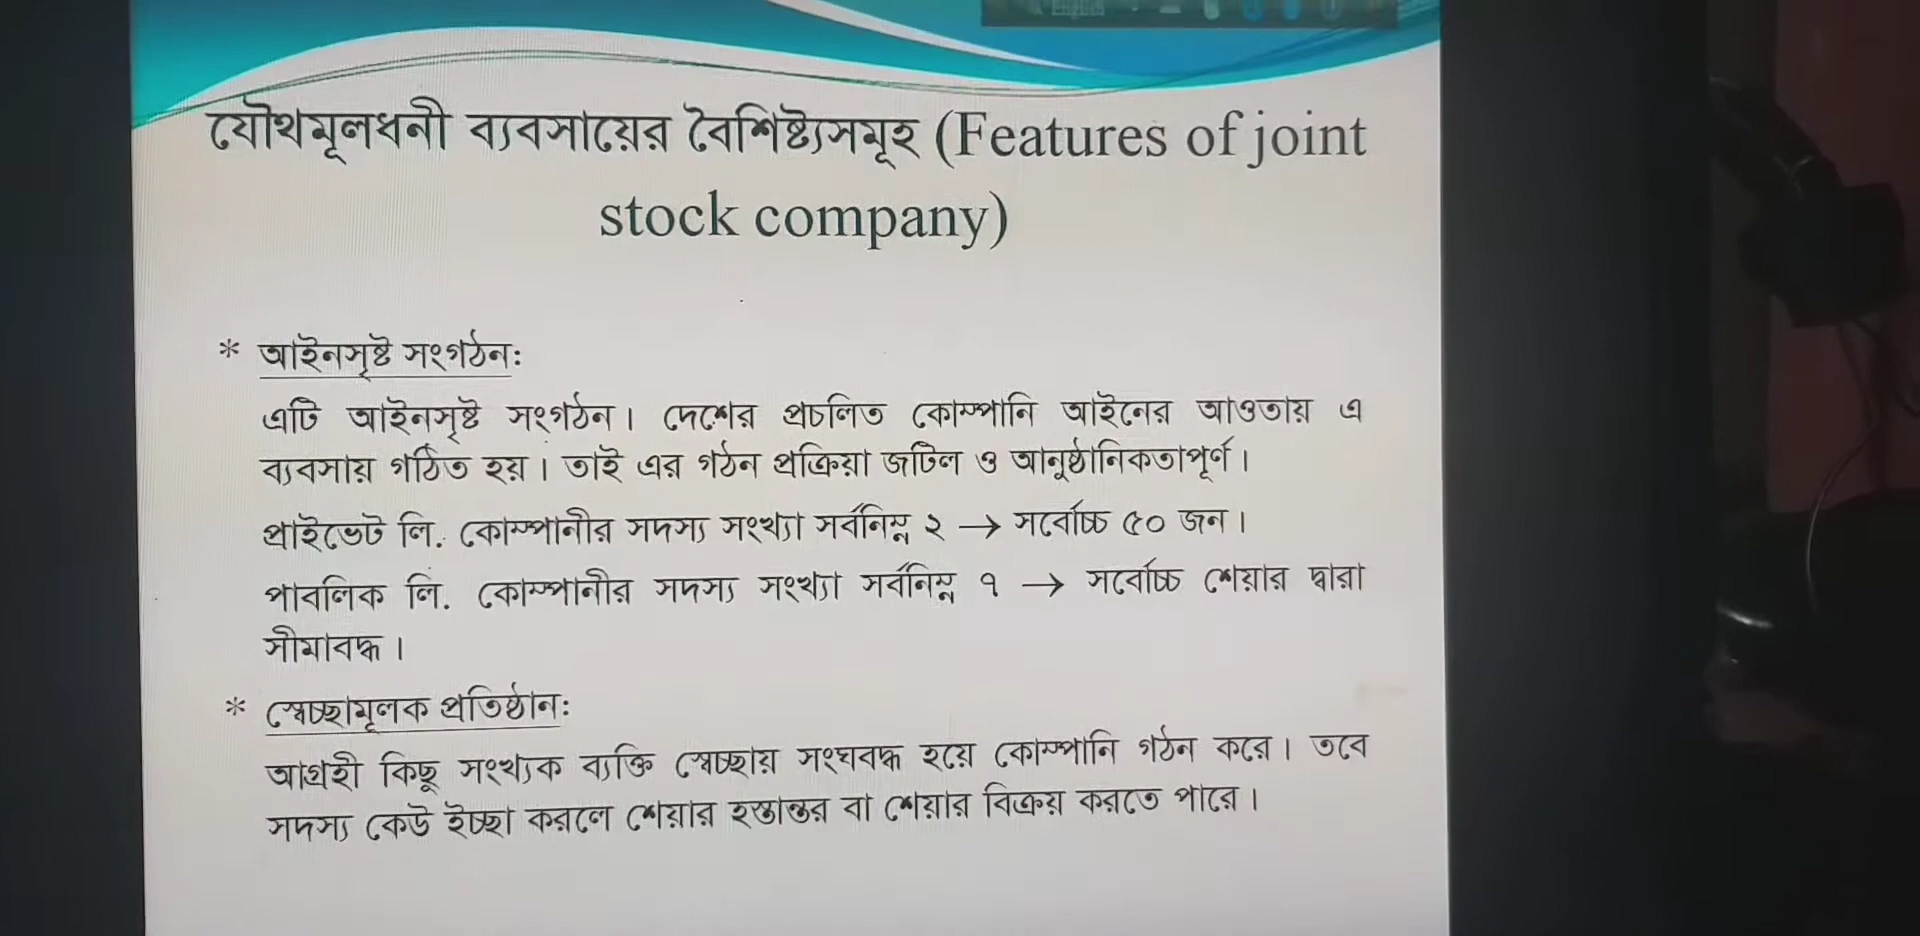 যৌথমূলধনী ব্যবসায়ের বৈশিষ্ট্যসমূহ (Features of joint
stock company)
* আইনসৃষ্ট সংগঠনঃ
এটি আইনসৃষ্ট সংগঠন। দেশের প্রচলিত কোম্পানি আইনের আওতায় এ
ব্যবসায় গঠিত হয়। তাই এর গঠন প্রক্রিয়া জটিল ও আনুষ্ঠানিকতাপূর্ণ।
প্রাইভেট লি. কোম্পানীর সদস্য সংখ্যা সর্বনিম্ন ২ → সর্বোচ্চ ৫০ জন।
পাবলিক লি. কোম্পানীর সদস্য সংখ্যা সর্বনিম্ন ৭ → সর্বোচ্চ শেয়ার দ্বারা
সীমাবদ্ধ।
* স্বেচ্ছামূলক প্রতিষ্ঠানঃ
আগ্রহী কিছু সংখ্যক ব্যক্তি স্বেচ্ছায় সংঘবদ্ধ হয়ে কোম্পানি গঠন করে। তবে
সদস্য কেউ ইচ্ছা করলে শেয়ার হস্তান্তর বা শেয়ার বিক্রয় করতে পারে।